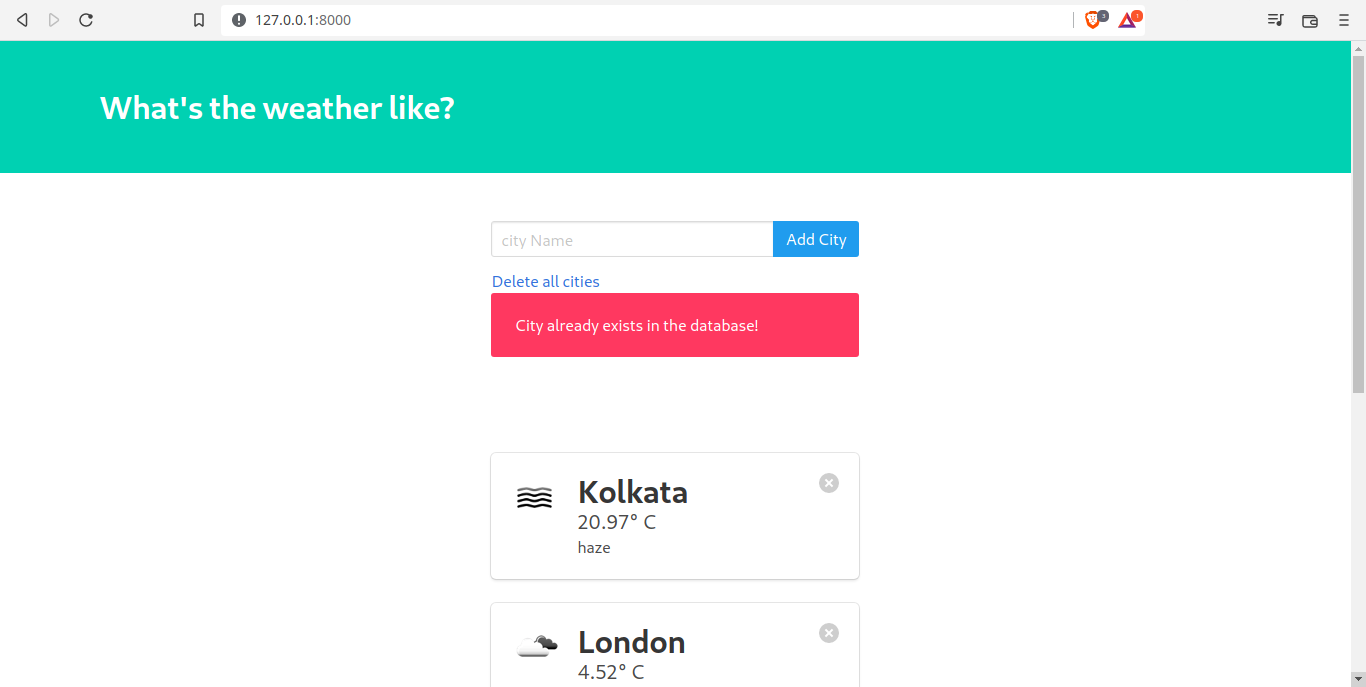 127.0.0.1:8000
3
1
What's the weather like?
city Name
Add City
Delete all cities
City already exists in the database!
Kolkata
20.97° C
haze
London
4.52° C